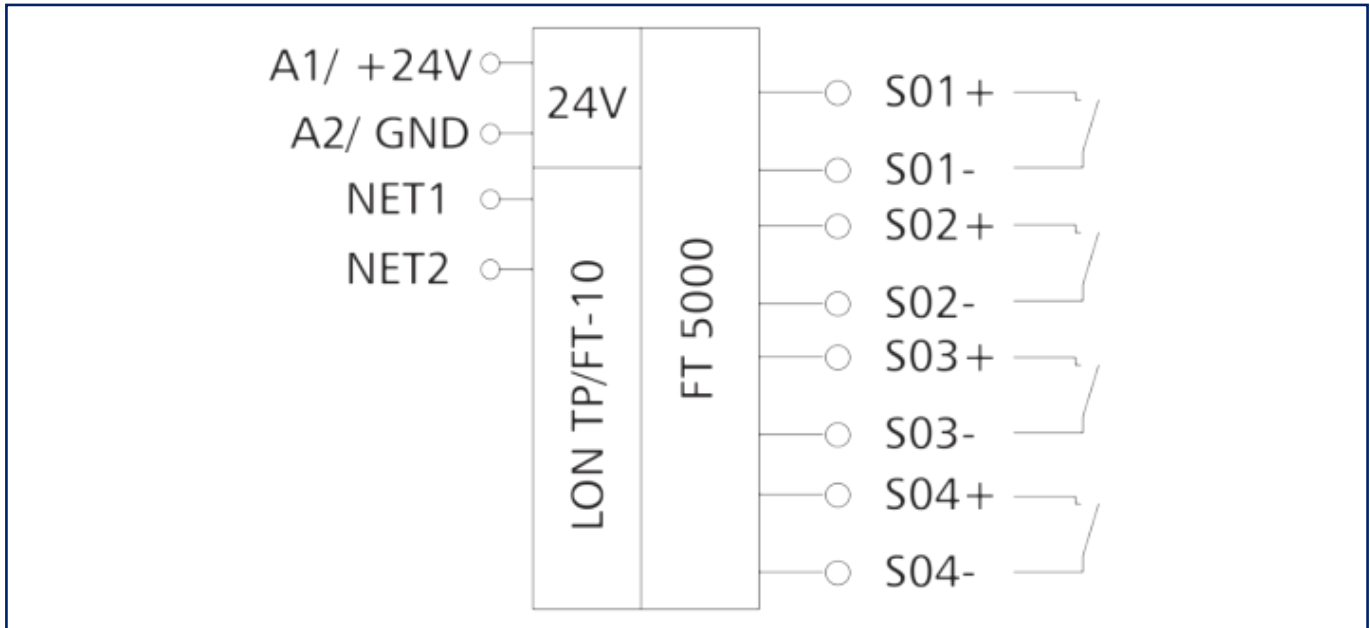 A1/ +24V
A2/ GND
NET1
NET2
24V
LON TP/FT-10
FT 5000
S01+
S01-
S02+
S02-
S03+
S03-
S04+
S04-